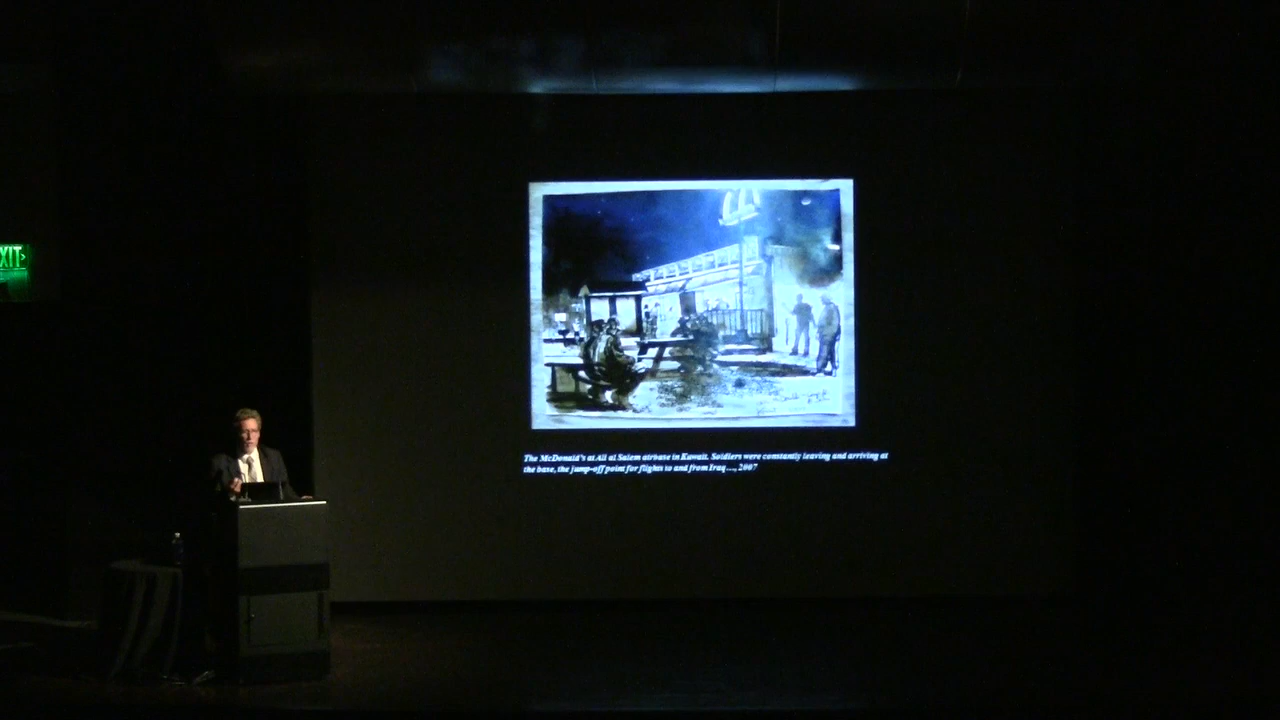 EXIT
The McDonald's at Ali al Salem airbase in Kuwait. Soldiers were constantly leaving and arriving at
the base, the jump-off point for flights to and from Iraq...., 2007